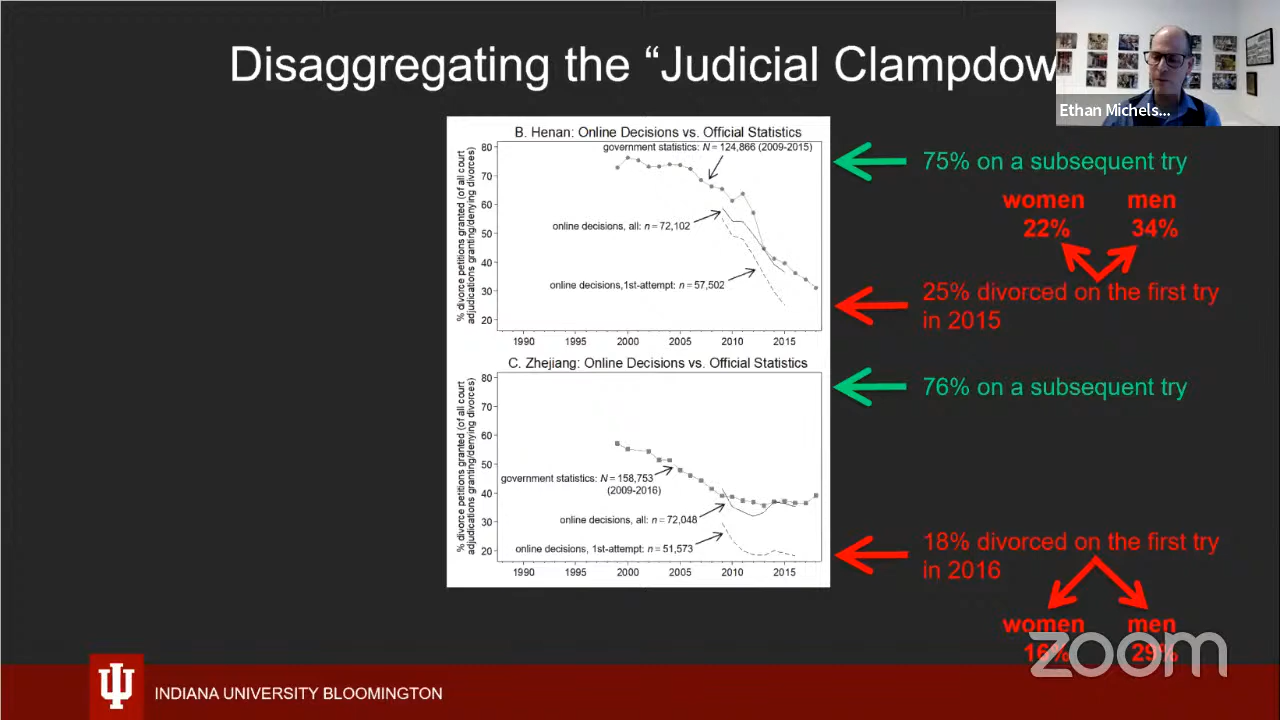 Disaggregating the “Judicial Clampdow
Ethan Michels...
B. Henan: Online Decisions vs. Official Statistics
government statistics: N = 124,866 (2009-2015)
online decisions, all: n = 72,102
online decisions,1st-attempt: n = 57,502
% divorce petitions granted (of all court
adjudications granting/denying divorces)
80
70
60
50
40
30
20
1990 1995 2000 2005 2010 2015
75% on a subsequent try
women men
22% 34%
25% divorced on the first try
in 2015
C. Zhejiang: Online Decisions vs. Official Statistics
government statistics: N = 158,753
(2009-2016)
online decisions, all: n = 72,048
online decisions, 1st-attempt: n = 51,573
% divorce petitions granted (of all court
adjudications granting/denying divorces)
80
70
60
50
40
30
20
1990 1995 2000 2005 2010 2015
76% on a subsequent try
18% divorced on the first try
in 2016
women men
16% 29%
zoom
INDIANA UNIVERSITY BLOOMINGTON